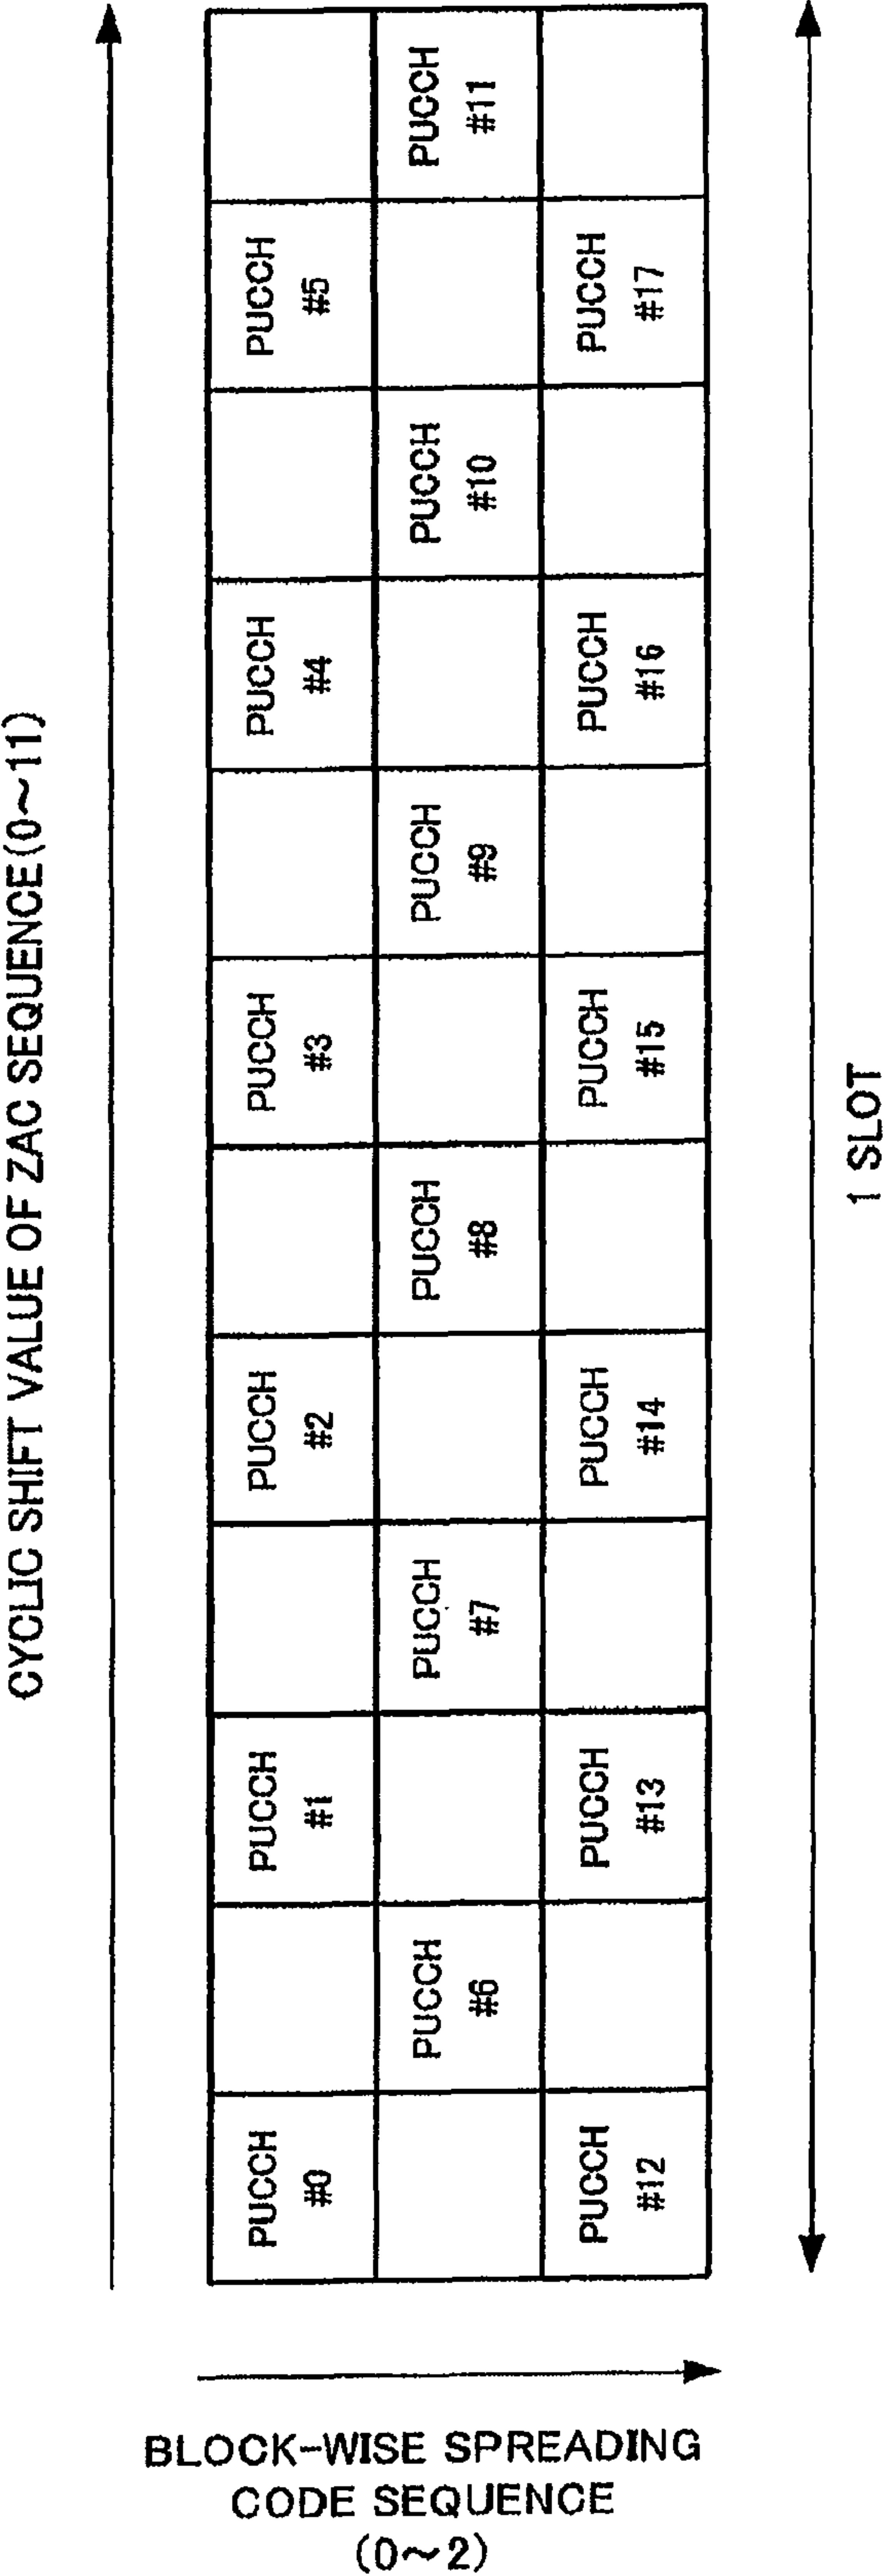 CYCLIC SHIFT VALUE OF ZAC SEQUENCE(0~11)
PUCCH
#0
PUCCH
#1
PUCCH
#2
PUCCH
#3
PUCCH
#4
PUCCH
#5
PUCCH
#6
PUCCH
#7
PUCCH
#8
PUCCH
#9
PUCCH
#10
PUCCH
#11
PUCCH
#12
PUCCH
#13
PUCCH
#14
PUCCH
#15
PUCCH
#16
PUCCH
#17
1 SLOT
BLOCK-WISE SPREADING
CODE SEQUENCE
(0~2)